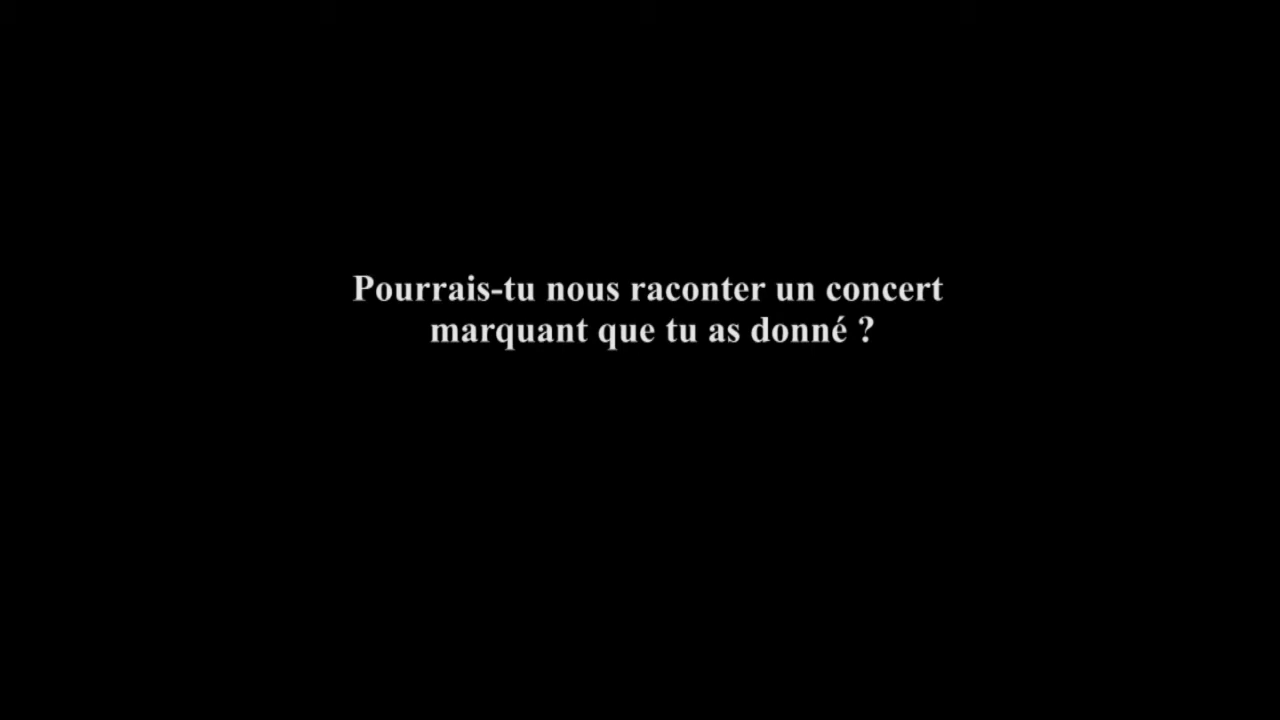 Pourrais-tu nous raconter un concert
marquant que tu as donné ?